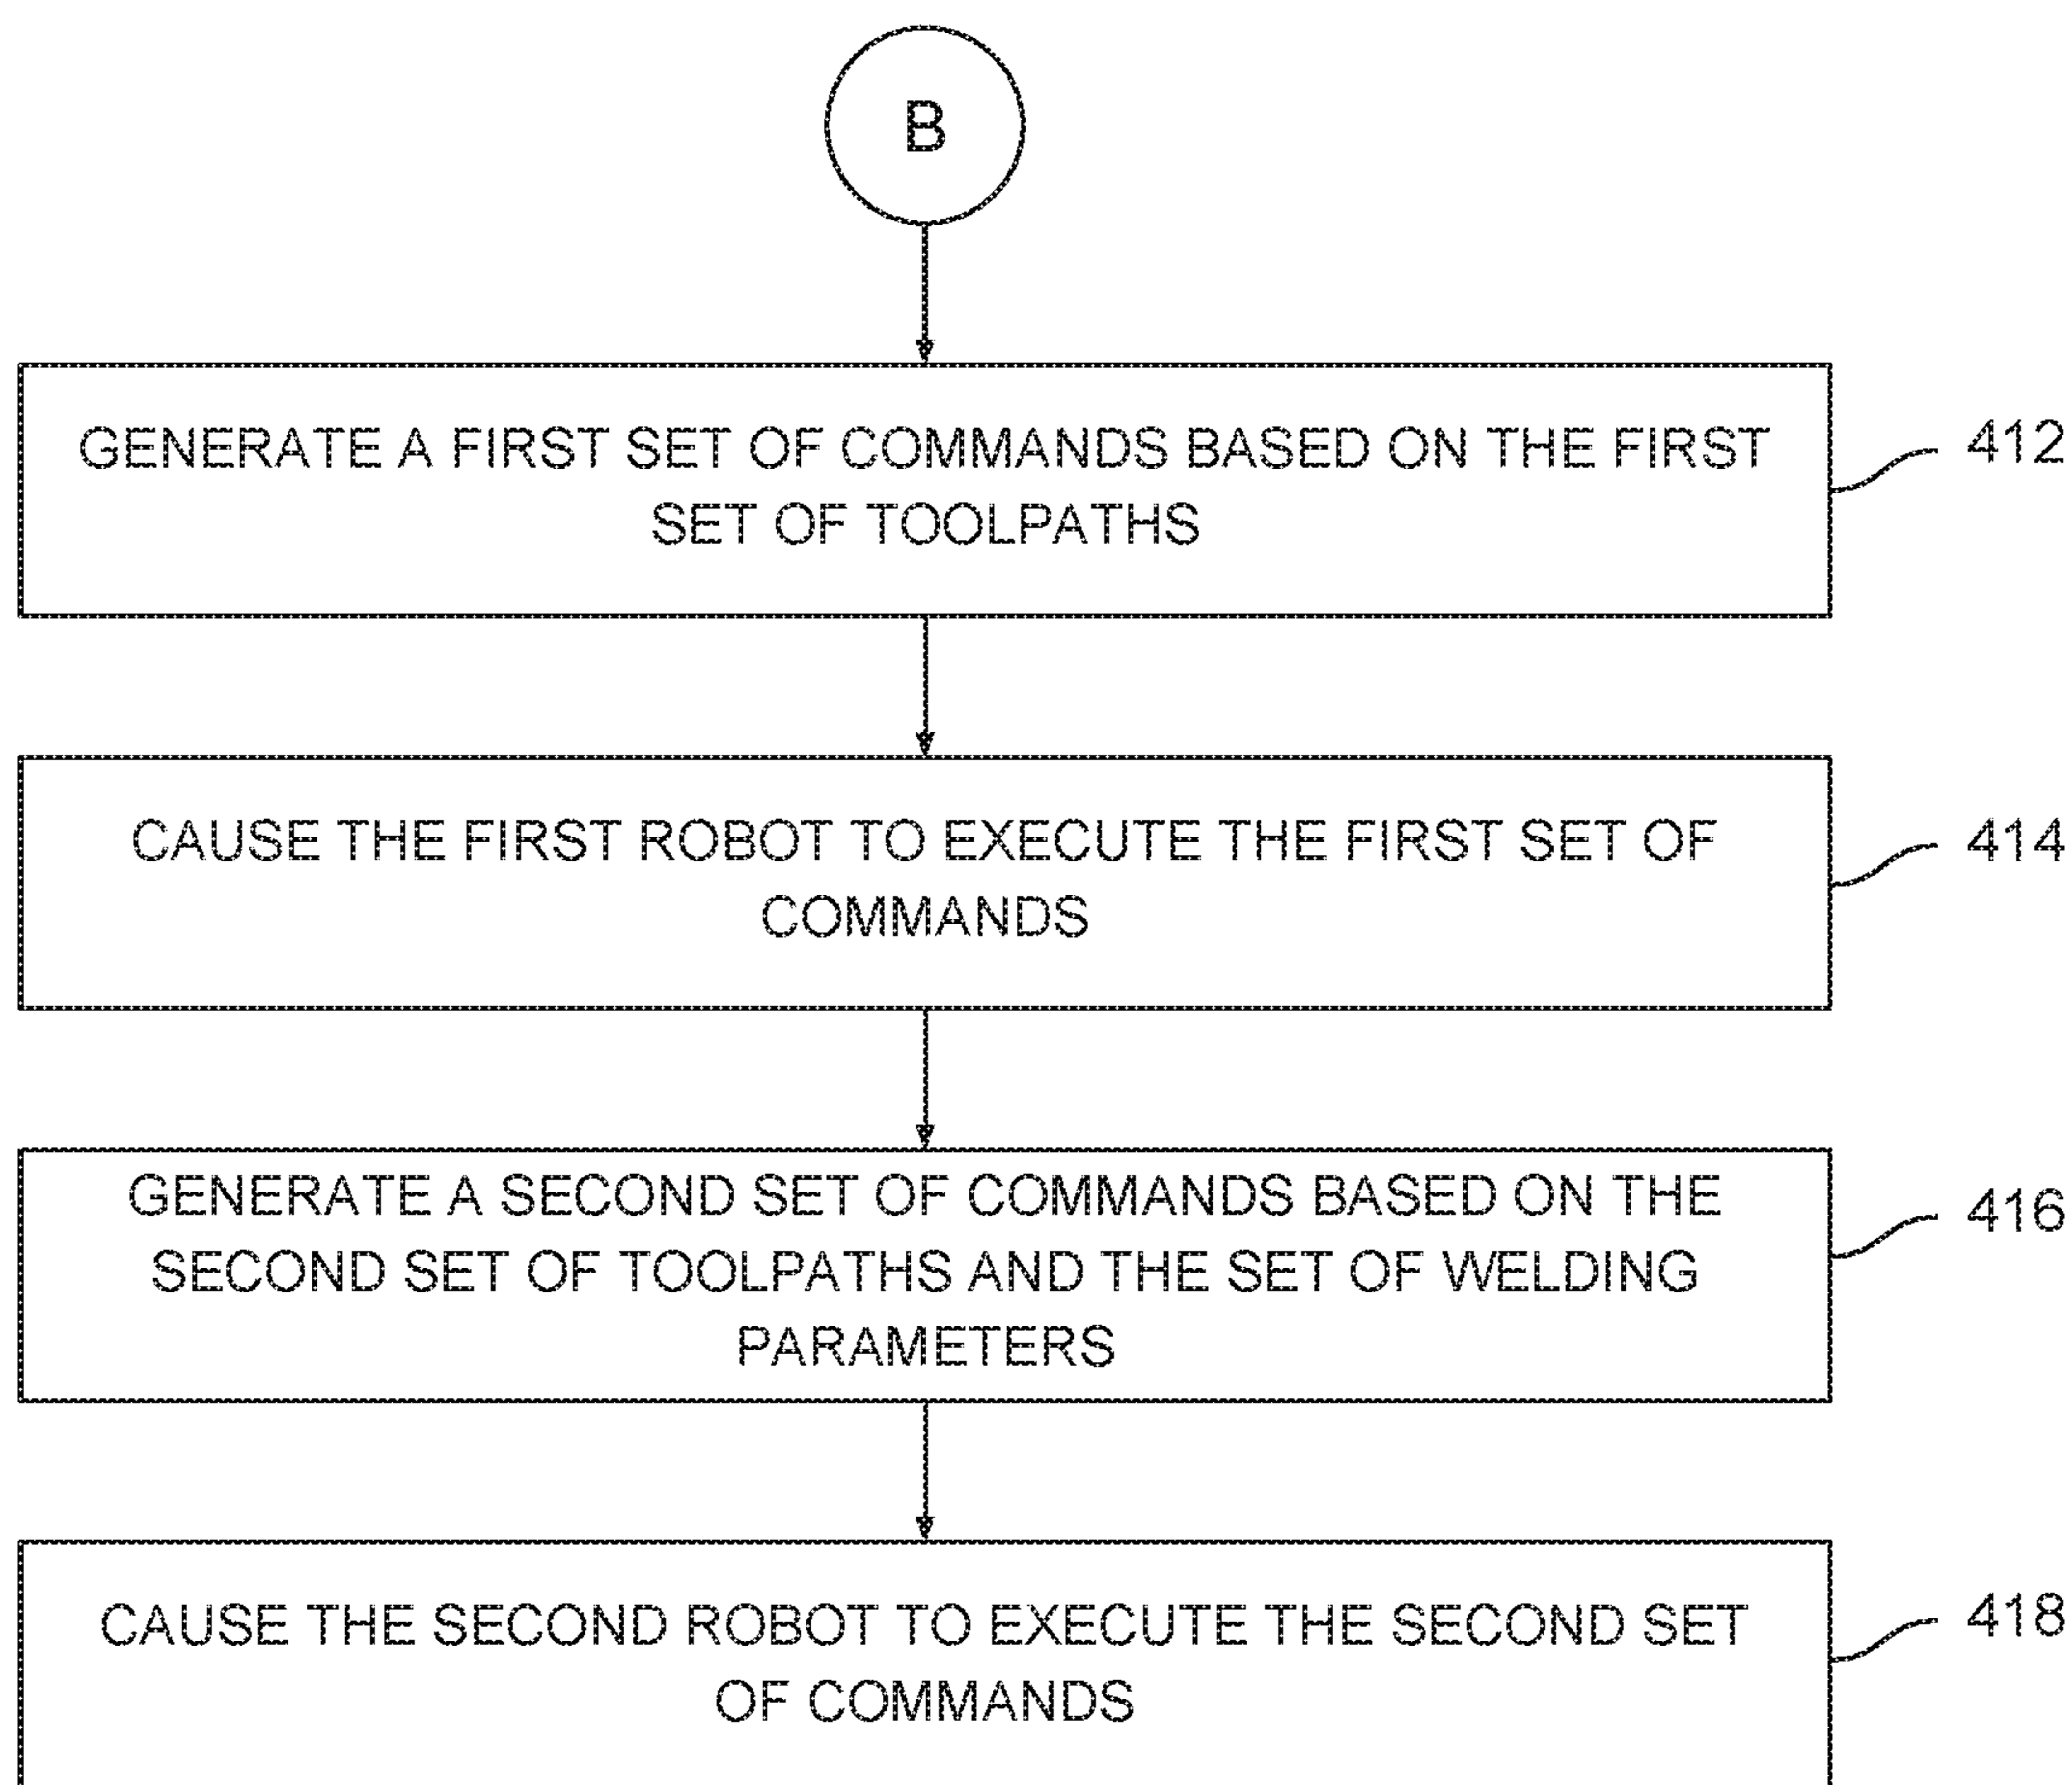 B
GENERATE A FIRST SET OF COMMANDS BASED ON THE FIRST
SET OF TOOLPATHS
412
CAUSE THE FIRST ROBOT TO EXECUTE THE FIRST SET OF
COMMANDS
414
GENERATE A SECOND SET OF COMMANDS BASED ON THE
SECOND SET OF TOOLPATHS AND THE SET OF WELDING
PARAMETERS
416
CAUSE THE SECOND ROBOT TO EXECUTE THE SECOND SET
OF COMMANDS
418